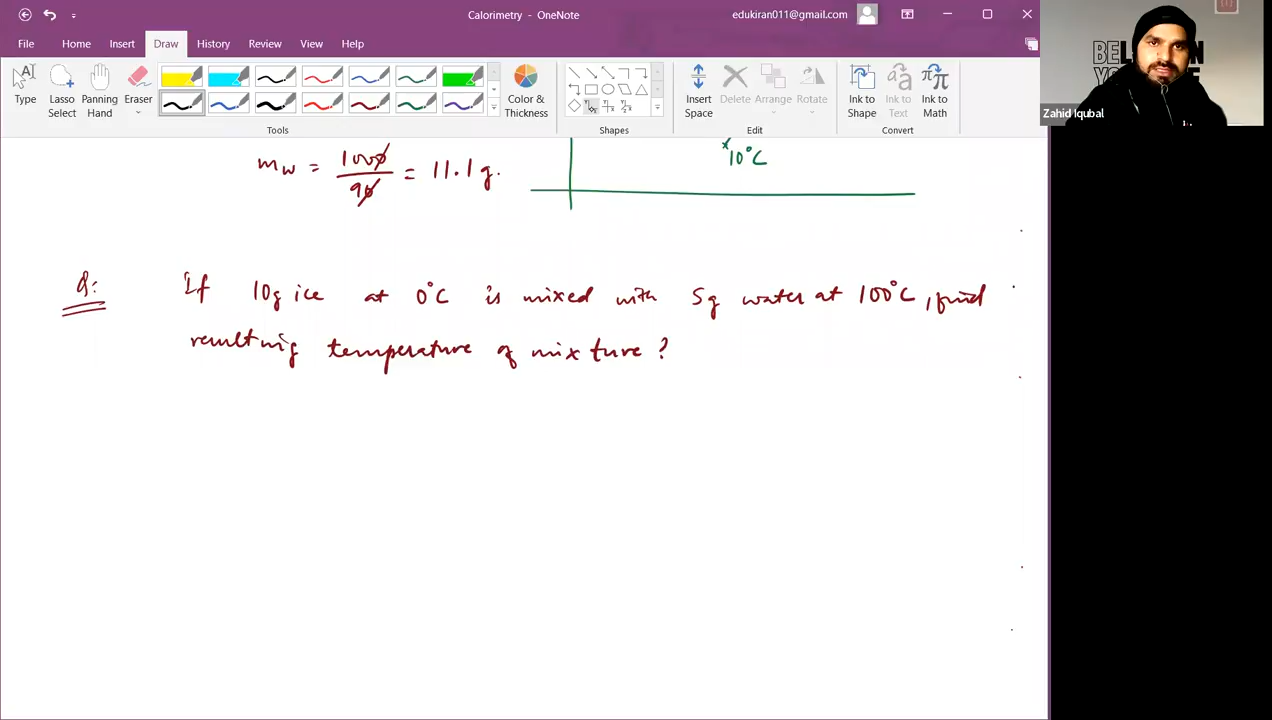 Calorimetry - OneNote
edukiran011@gmail.com
File Home Insert Draw History Review View Help
Type
Lasso Select
Panning Hand
Eraser
Color & Thickness
Insert Space
Delete
Arrange
Rotate
Ink to Shape
Ink to Text
Ink to Math
Tools
Shapes
Edit
Convert
Zahid Iqubal
mw = 1000/90 = 11.1 g.
10°C
Q: If 10g ice at 0°C is mixed with 5g water at 100°C, find
resulting temperature of mixture?